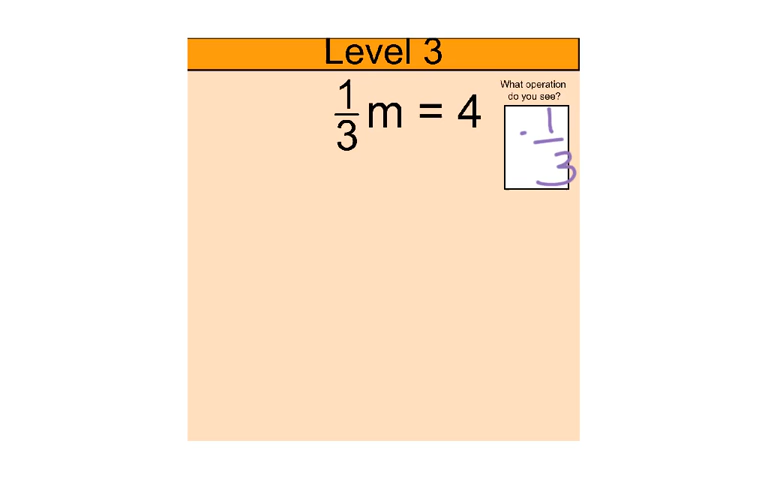 Level 3
1/3 m = 4
What operation
do you see?
· 1/3